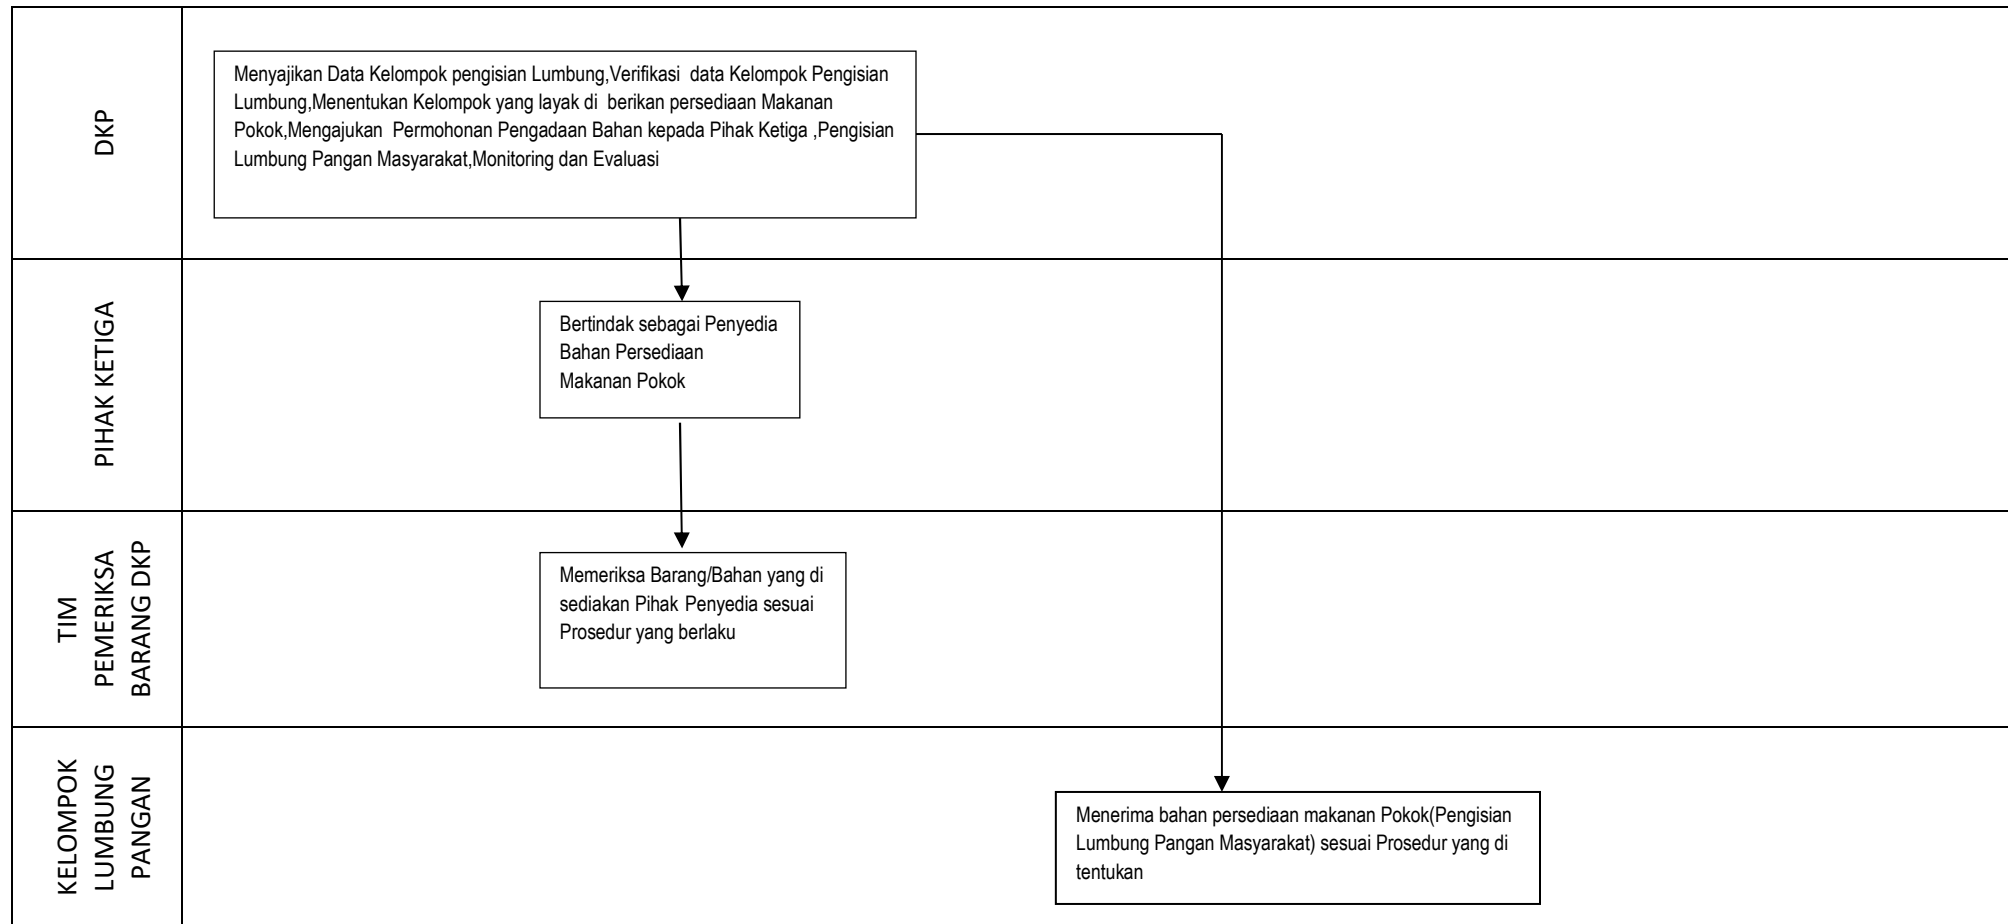 DKP
Menyajikan Data Kelompok pengisian Lumbung,Verifikasi data Kelompok Pengisian
Lumbung,Menentukan Kelompok yang layak di berikan persediaan Makanan
Pokok,Mengajukan Permohonan Pengadaan Bahan kepada Pihak Ketiga ,Pengisian
Lumbung Pangan Masyarakat,Monitoring dan Evaluasi
PIHAK KETIGA
Bertindak sebagai Penyedia
Bahan Persediaan
Makanan Pokok
TIM
PEMERIKSA
BARANG DKP
Memeriksa Barang/Bahan yang di
sediakan Pihak Penyedia sesuai
Prosedur yang berlaku
KELOMPOK
LUMBUNG
PANGAN
Menerima bahan persediaan makanan Pokok(Pengisian
Lumbung Pangan Masyarakat) sesuai Prosedur yang di
tentukan